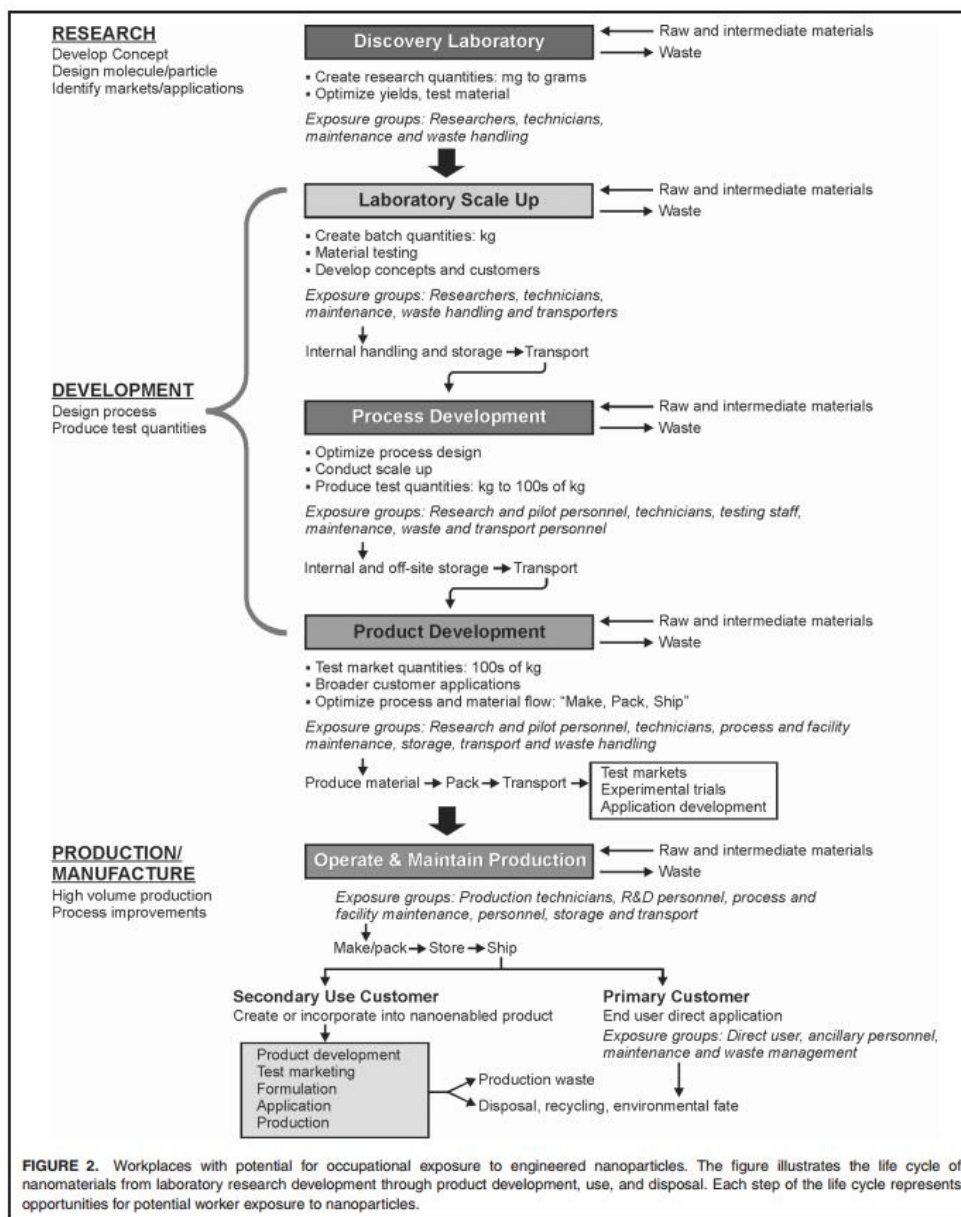 RESEARCH
Develop Concept
Design molecule/particle
Identify markets/applications
Discovery Laboratory
Raw and intermediate materials
Waste
▪ Create research quantities: mg to grams
▪ Optimize yields, test material
Exposure groups: Researchers, technicians,
maintenance and waste handling
Laboratory Scale Up
Raw and intermediate materials
Waste
▪ Create batch quantities: kg
▪ Material testing
▪ Develop concepts and customers
Exposure groups: Researchers, technicians,
maintenance, waste handling and transporters
Internal handling and storage Transport
DEVELOPMENT
Design process
Produce test quantities
Process Development
Raw and intermediate materials
Waste
▪ Optimize process design
▪ Conduct scale up
▪ Produce test quantities: kg to 100s of kg
Exposure groups: Research and pilot personnel, technicians, testing staff,
maintenance, waste and transport personnel
Internal and off-site storage Transport
Product Development
Raw and intermediate materials
Waste
▪ Test market quantities: 100s of kg
▪ Broader customer applications
▪ Optimize process and material flow: “Make, Pack, Ship”
Exposure groups: Research and pilot personnel, technicians, process and facility
maintenance, storage, transport and waste handling
Produce material Pack Transport
Test markets
Experimental trials
Application development
PRODUCTION/
MANUFACTURE
High volume production
Process improvements
Operate & Maintain Production
Raw and intermediate materials
Waste
Exposure groups: Production technicians, R&D personnel, process and
facility maintenance, personnel, storage and transport
Make/pack Store Ship
Secondary Use Customer
Create or incorporate into nanoenabled product
Primary Customer
End user direct application
Exposure groups: Direct user, ancillary personnel,
maintenance and waste management
Product development
Test marketing
Formulation
Application
Production
Production waste
Disposal, recycling, environmental fate
FIGURE 2. Workplaces with potential for occupational exposure to engineered nanoparticles. The figure illustrates the life cycle of
nanomaterials from laboratory research development through product development, use, and disposal. Each step of the life cycle represents
opportunities for potential worker exposure to nanoparticles.